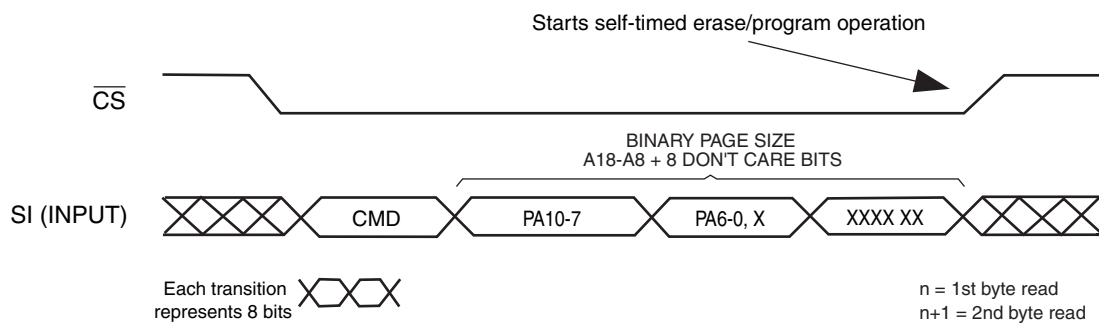 Starts self-timed erase/program operation
CS
BINARY PAGE SIZE
A18-A8 + 8 DON'T CARE BITS
SI (INPUT)
CMD
PA10-7
PA6-0, X
XXXX XX
Each transition
represents 8 bits
n = 1st byte read
n+1 = 2nd byte read